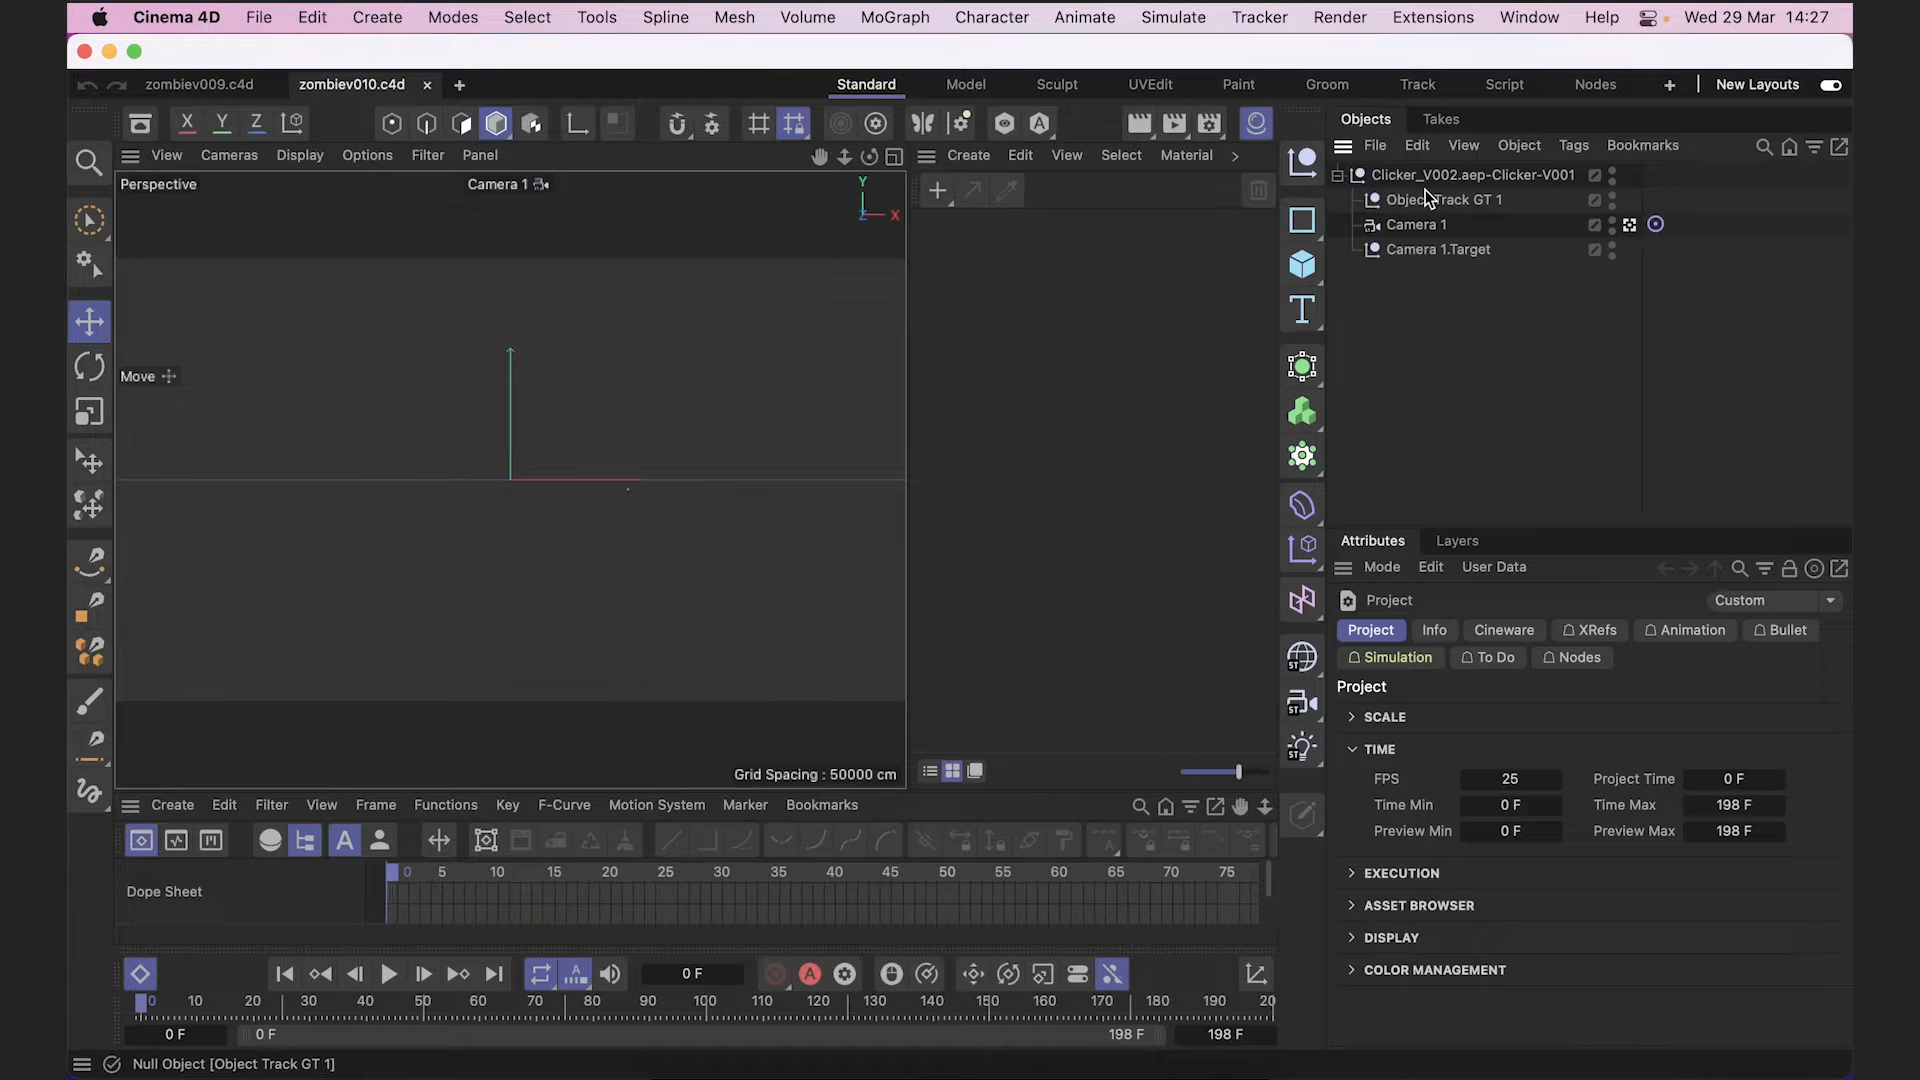 Cinema 4D File Edit Create Modes Select Tools Spline Mesh Volume MoGraph Character Animate Simulate Tracker Render Extensions Window Help Wed 29 Mar 14:27
zombiev009.c4d zombiev010.c4d × + Standard Model Sculpt UVEdit Paint Groom Track Script Nodes + New Layouts
X Y Z A
Objects Takes
View Cameras Display Options Filter Panel
Create Edit View Select Material >
File Edit View Object Tags Bookmarks
Perspective Camera 1 Y X Z
Clicker_V002.aep-Clicker-V001
Objec Track GT 1
Camera 1
Camera 1.Target
Move
T
Attributes Layers
Mode Edit User Data
Project Custom
Project Info Cineware XRefs Animation Bullet
Simulation To Do Nodes
ST
ST
ST
Project
SCALE
TIME
FPS 25 Project Time 0 F
Time Min 0 F Time Max 198 F
Preview Min 0 F Preview Max 198 F
EXECUTION
ASSET BROWSER
DISPLAY
COLOR MANAGEMENT
Grid Spacing : 50000 cm
Create Edit Filter View Frame Functions Key F-Curve Motion System Marker Bookmarks
A
0 5 10 15 20 25 30 35 40 45 50 55 60 65 70 75
Dope Sheet
A 0 F A
0 10 20 30 40 50 60 70 80 90 100 110 120 130 140 150 160 170 180 190 20
0 F 0 F 198 F 198 F
Null Object [Object Track GT 1]